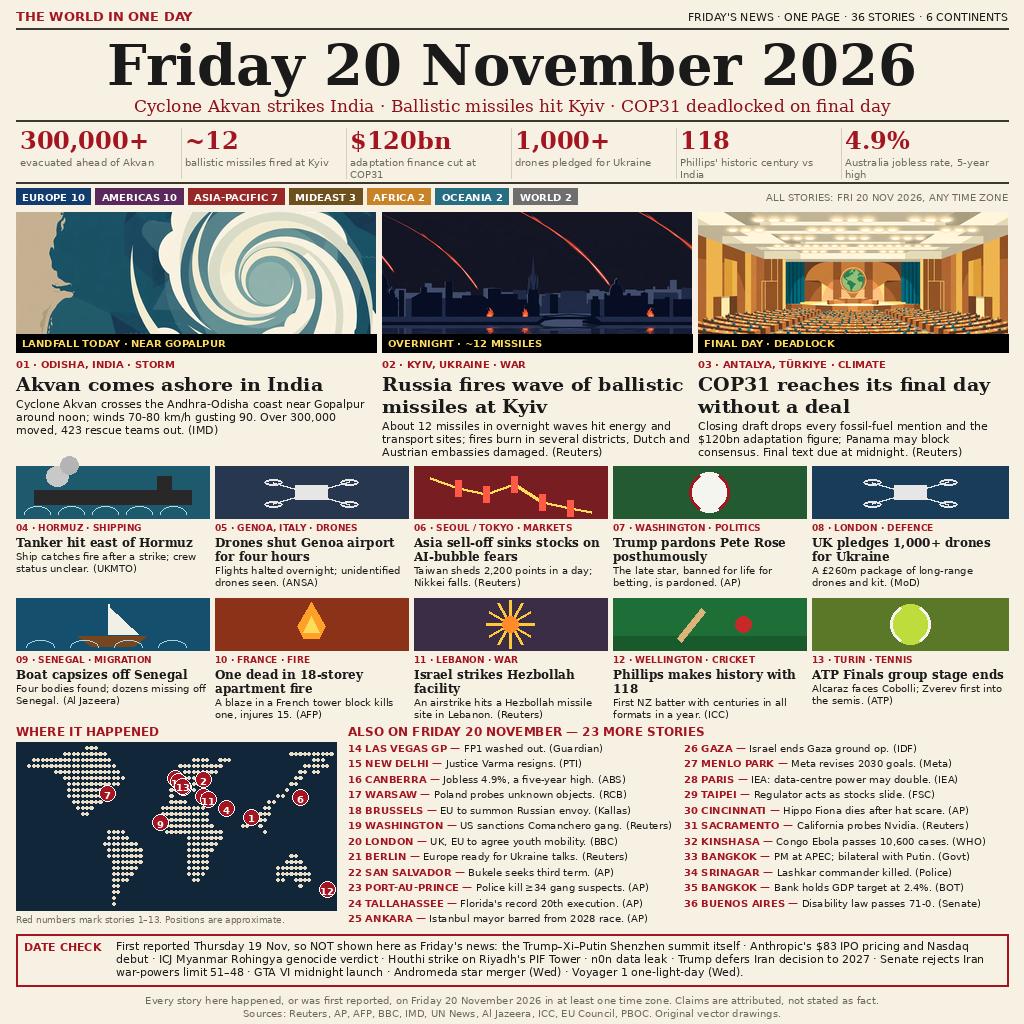 THE WORLD IN ONE DAY
FRIDAY'S NEWS · ONE PAGE · 36 STORIES · 6 CONTINENTS
Friday 20 November 2026
Cyclone Akvan strikes India · Ballistic missiles hit Kyiv · COP31 deadlocked on final day
300,000+
evacuated ahead of Akvan
~12
ballistic missiles fired at Kyiv
$120bn
adaptation finance cut at
COP31
1,000+
drones pledged for Ukraine
118
Phillips' historic century vs
India
4.9%
Australia jobless rate, 5-year
high
EUROPE 10
AMERICAS 10
ASIA-PACIFIC 7
MIDEAST 3
AFRICA 2
OCEANIA 2
WORLD 2
ALL STORIES: FRI 20 NOV 2026, ANY TIME ZONE
LANDFALL TODAY · NEAR GOPALPUR
01 · ODISHA, INDIA · STORM
Akvan comes ashore in India
Cyclone Akvan crosses the Andhra-Odisha coast near Gopalpur
around noon; winds 70-80 km/h gusting 90. Over 300,000
moved, 423 rescue teams out. (IMD)
OVERNIGHT · ~12 MISSILES
02 · KYIV, UKRAINE · WAR
Russia fires wave of ballistic
missiles at Kyiv
About 12 missiles in overnight waves hit energy and
transport sites; fires burn in several districts, Dutch and
Austrian embassies damaged. (Reuters)
FINAL DAY · DEADLOCK
03 · ANTALYA, TÜRKIYE · CLIMATE
COP31 reaches its final day
without a deal
Closing draft drops every fossil-fuel mention and the
$120bn adaptation figure; Panama may block
consensus. Final text due at midnight. (Reuters)
04 · HORMUZ · SHIPPING
Tanker hit east of Hormuz
Ship catches fire after a strike; crew
status unclear. (UKMTO)
05 · GENOA, ITALY · DRONES
Drones shut Genoa airport
for four hours
Flights halted overnight; unidentified
drones seen. (ANSA)
06 · SEOUL / TOKYO · MARKETS
Asia sell-off sinks stocks on
AI-bubble fears
Taiwan sheds 2,200 points in a day;
Nikkei falls. (Reuters)
07 · WASHINGTON · POLITICS
Trump pardons Pete Rose
posthumously
The late star, banned for life for
betting, is pardoned. (AP)
08 · LONDON · DEFENCE
UK pledges 1,000+ drones
for Ukraine
A £260m package of long-range
drones and kit. (MoD)
09 · SENEGAL · MIGRATION
Boat capsizes off Senegal
Four bodies found; dozens missing off
Senegal. (Al Jazeera)
10 · FRANCE · FIRE
One dead in 18-storey
apartment fire
A blaze in a French tower block kills
one, injures 15. (AFP)
11 · LEBANON · WAR
Israel strikes Hezbollah
facility
An airstrike hits a Hezbollah missile
site in Lebanon. (Reuters)
12 · WELLINGTON · CRICKET
Phillips makes history with
118
First NZ batter with centuries in all
formats in a year. (ICC)
13 · TURIN · TENNIS
ATP Finals group stage ends
Alcaraz faces Cobolli; Zverev first into
the semis. (ATP)
WHERE IT HAPPENED
7
13
2
11
4
9
1
6
12
Red numbers mark stories 1–13. Positions are approximate.
ALSO ON FRIDAY 20 NOVEMBER — 23 MORE STORIES
14 LAS VEGAS GP — FP1 washed out. (Guardian)
15 NEW DELHI — Justice Varma resigns. (PTI)
16 CANBERRA — Jobless 4.9%, a five-year high. (ABS)
17 WARSAW — Poland probes unknown objects. (RCB)
18 BRUSSELS — EU to summon Russian envoy. (Kallas)
19 WASHINGTON — US sanctions Comanchero gang. (Reuters)
20 LONDON — UK, EU to agree youth mobility. (BBC)
21 BERLIN — Europe ready for Ukraine talks. (Reuters)
22 SAN SALVADOR — Bukele seeks third term. (AP)
23 PORT-AU-PRINCE — Police kill ≥34 gang suspects. (AP)
24 TALLAHASSEE — Florida's record 20th execution. (AP)
25 ANKARA — Istanbul mayor barred from 2028 race. (AP)
26 GAZA — Israel ends Gaza ground op. (IDF)
27 MENLO PARK — Meta revises 2030 goals. (Meta)
28 PARIS — IEA: data-centre power may double. (IEA)
29 TAIPEI — Regulator acts as stocks slide. (FSC)
30 CINCINNATI — Hippo Fiona dies after hat scare. (AP)
31 SACRAMENTO — California probes Nvidia. (Reuters)
32 KINSHASA — Congo Ebola passes 10,600 cases. (WHO)
33 BANGKOK — PM at APEC; bilateral with Putin. (Govt)
34 SRINAGAR — Lashkar commander killed. (Police)
35 BANGKOK — Bank holds GDP target at 2.4%. (BOT)
36 BUENOS AIRES — Disability law passes 71-0. (Senate)
DATE CHECK
First reported Thursday 19 Nov, so NOT shown here as Friday's news: the Trump–Xi–Putin Shenzhen summit itself · Anthropic's $83 IPO pricing and Nasdaq
debut · ICJ Myanmar Rohingya genocide verdict · Houthi strike on Riyadh's PIF Tower · n0n data leak · Trump defers Iran decision to 2027 · Senate rejects Iran
war-powers limit 51–48 · GTA VI midnight launch · Andromeda star merger (Wed) · Voyager 1 one-light-day (Wed).
Every story here happened, or was first reported, on Friday 20 November 2026 in at least one time zone. Claims are attributed, not stated as fact.
Sources: Reuters, AP, AFP, BBC, IMD, UN News, Al Jazeera, ICC, EU Council, PBOC. Original vector drawings.